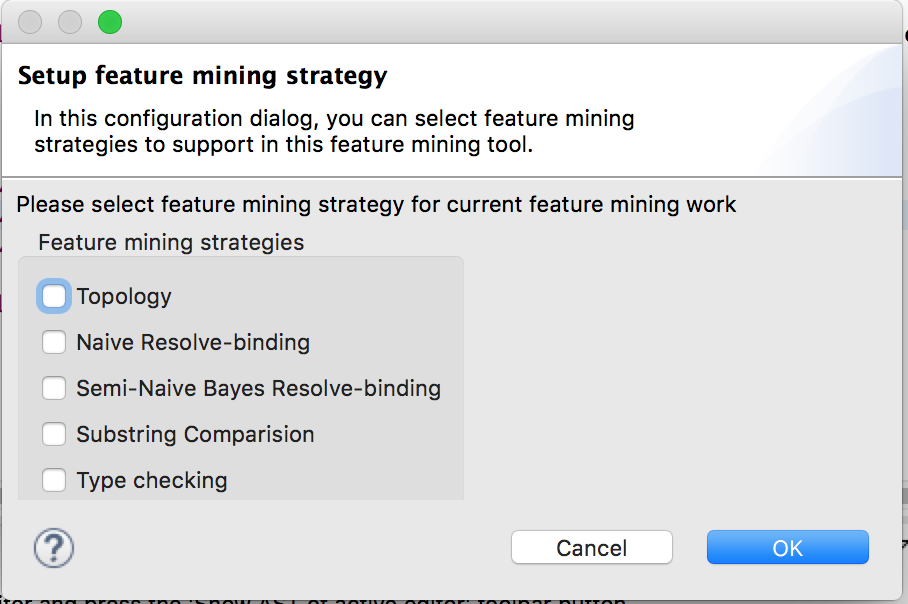 Setup feature mining strategy
In this configuration dialog, you can select feature mining
strategies to support in this feature mining tool.
Please select feature mining strategy for current feature mining work
Feature mining strategies
Topology
Naive Resolve-binding
Semi-Naive Bayes Resolve-binding
Substring Comparision
Type checking
?
Cancel
OK